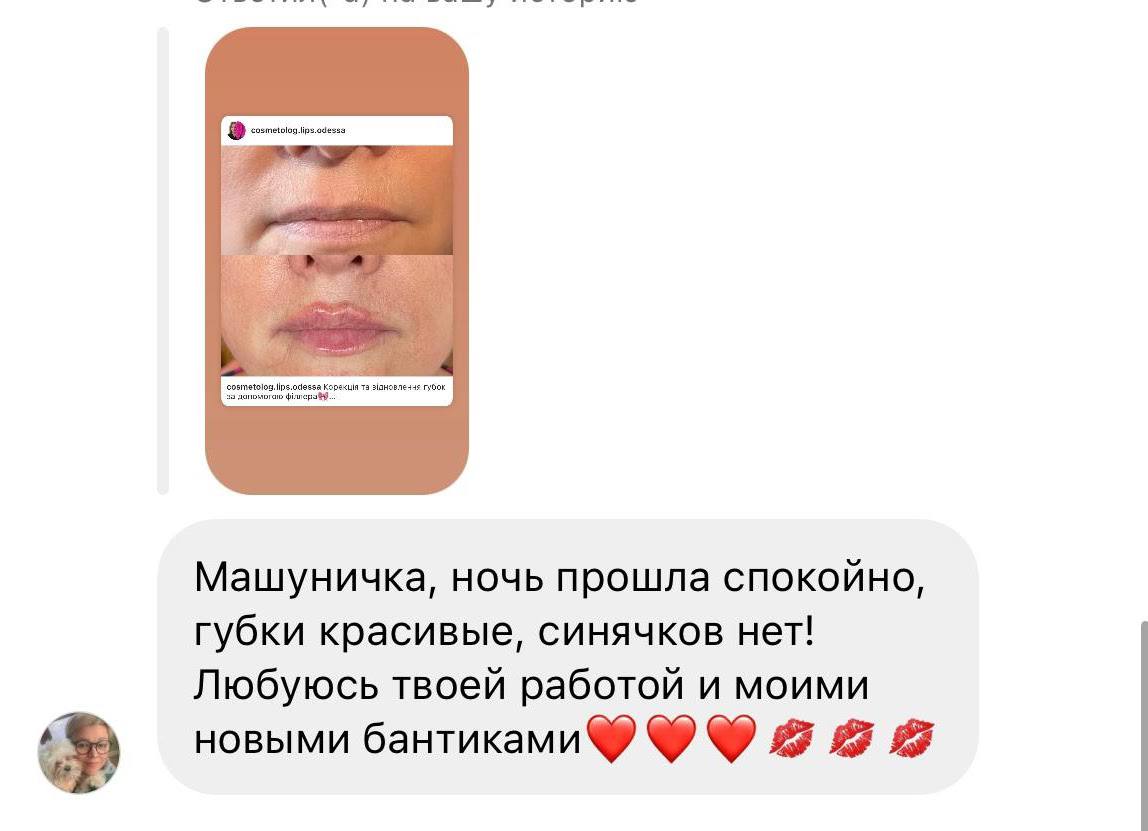 Ответил(-а) на вашу историю
cosmetolog.lips.odessa
cosmetolog.lips.odessa Корекція та відновлення губок
за допомогою філлера🎀...
Машуничка, ночь прошла спокойно,
губки красивые, синячков нет!
Любуюсь твоей работой и моими
новыми бантиками❤️❤️❤️💋💋💋